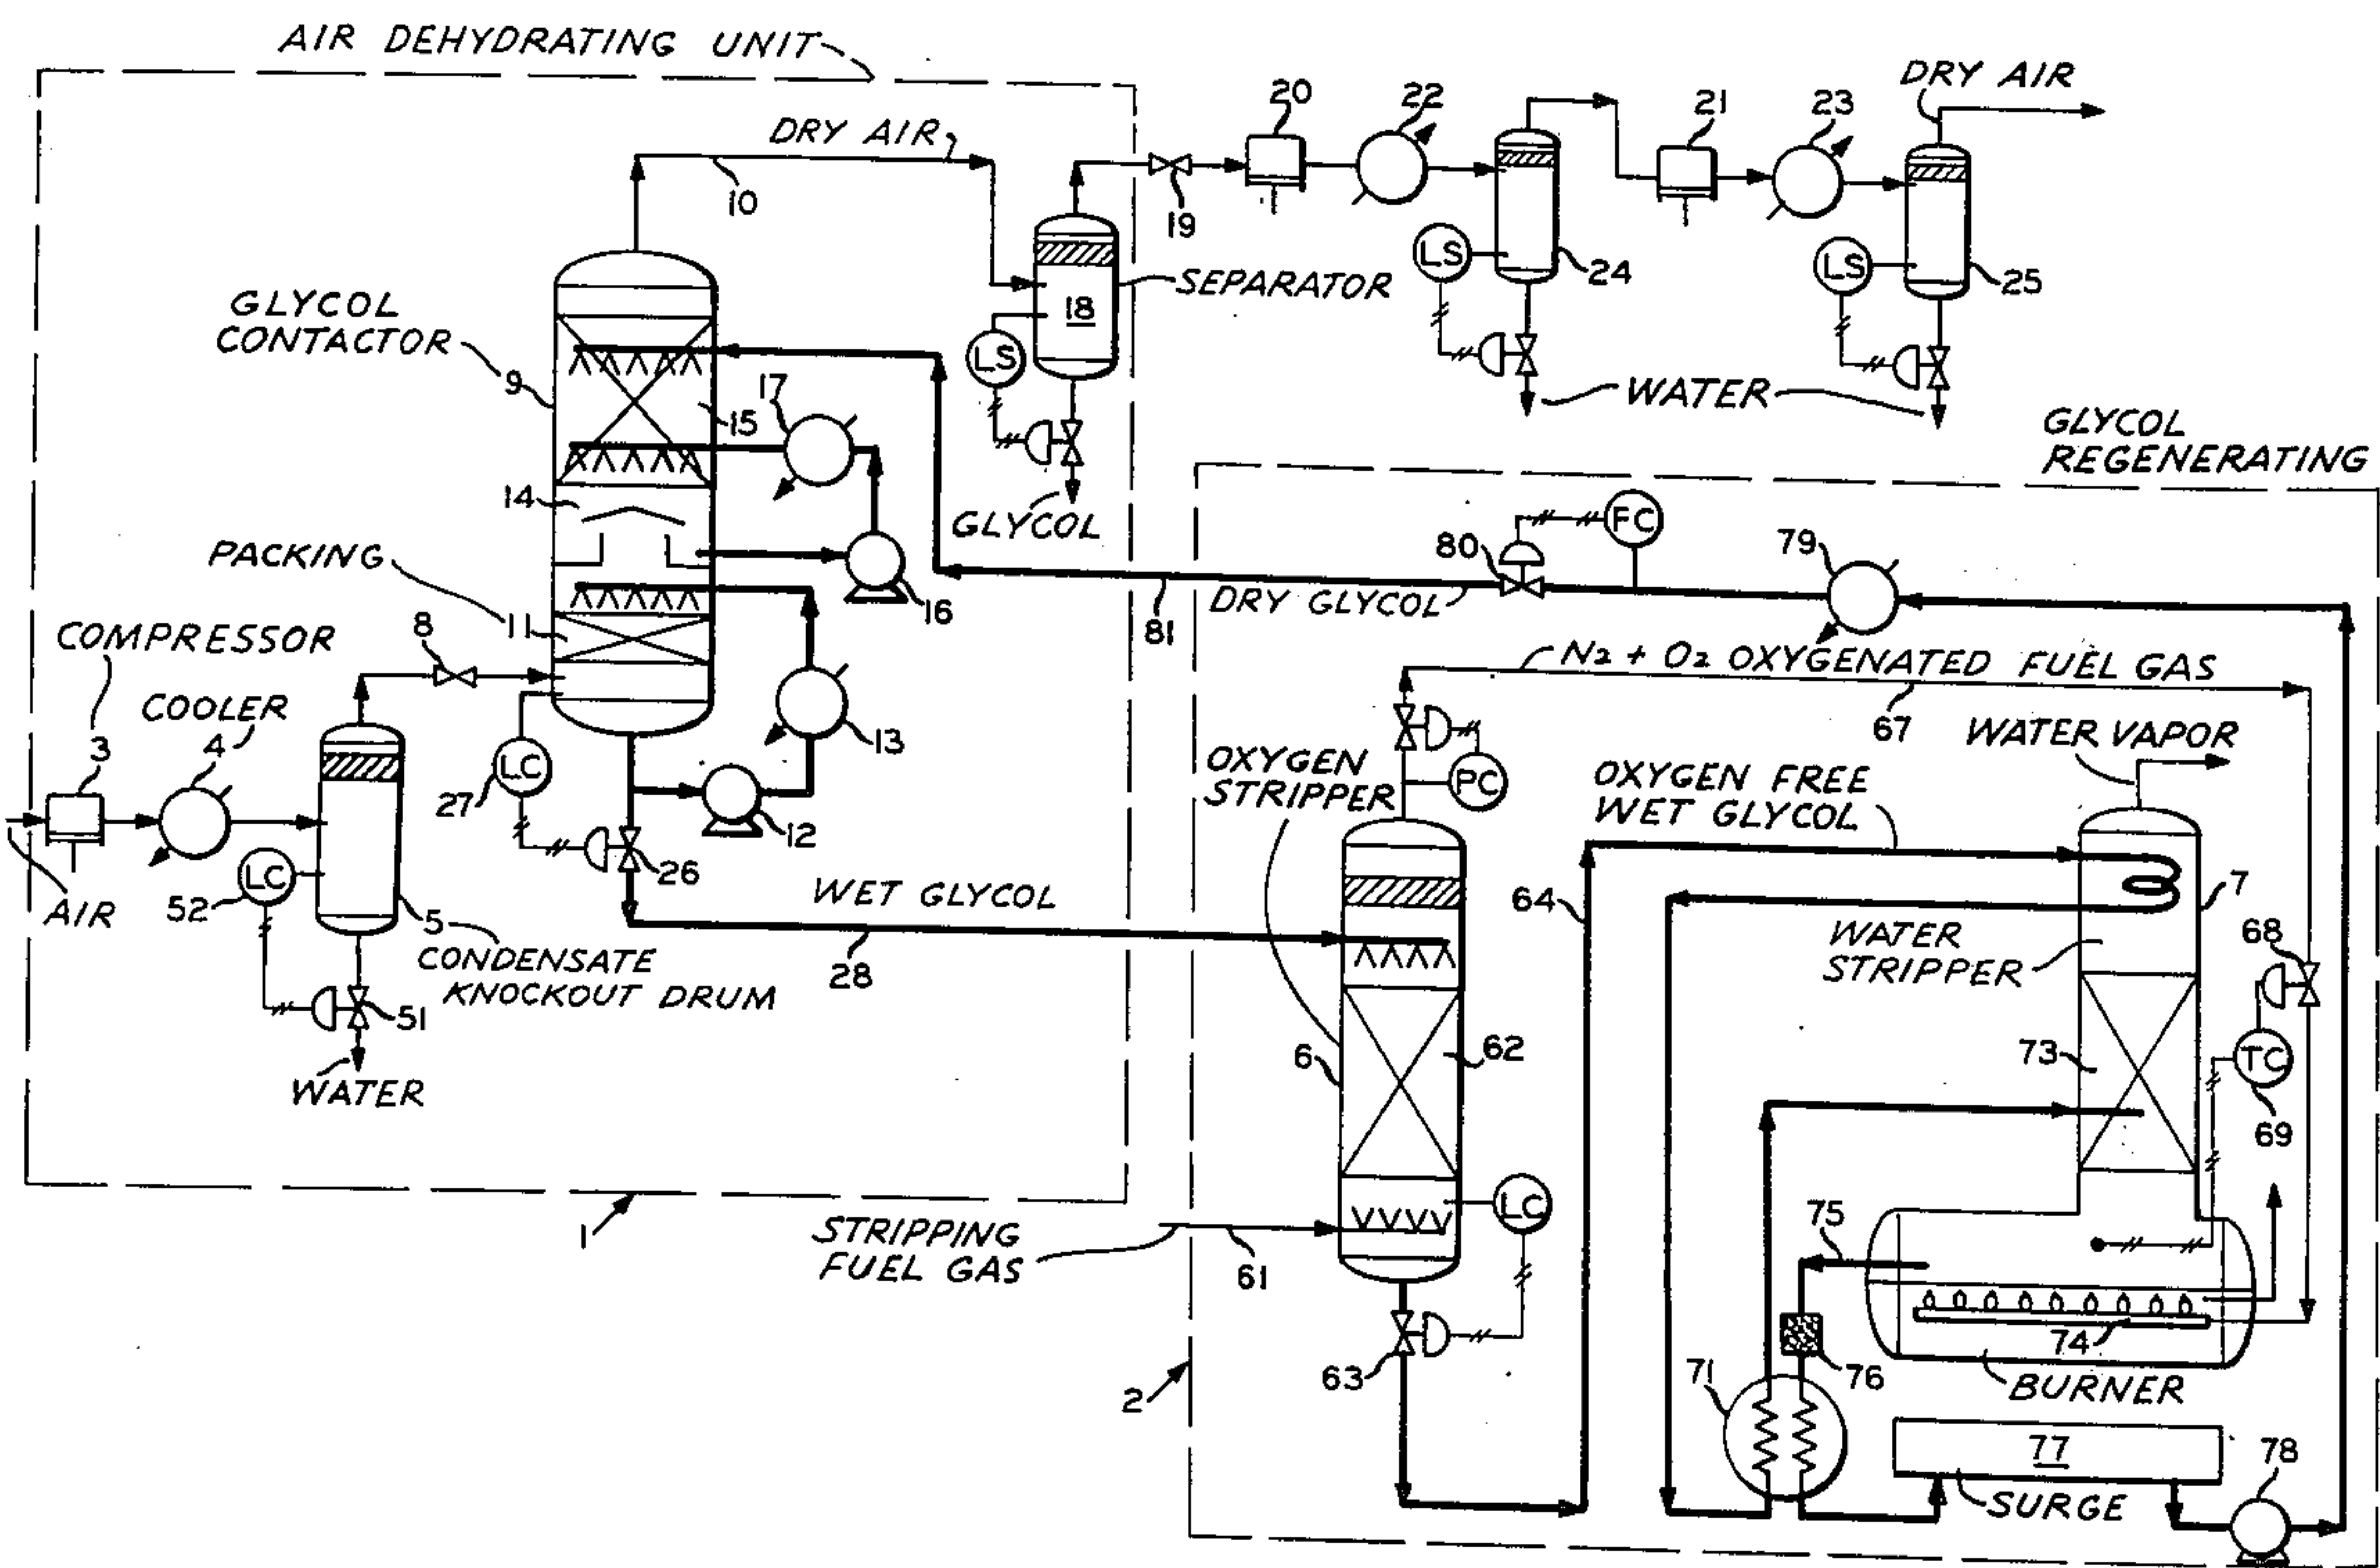 AIR DEHYDRATING UNIT
DRY AIR
10
GLYCOL
CONTACTOR
9
15
17
14
PACKING
11
16
13
12
COMPRESSOR
3
COOLER
4
8
AIR
LC
52
5
CONDENSATE
KNOCKOUT DRUM
51
WATER
LC
27
26
WET GLYCOL
28
1
18
SEPARATOR
LS
GLYCOL
19
20
22
LS
24
21
23
DRY AIR
LS
25
WATER
GLYCOL
REGENERATING
FC
80
79
DRY GLYCOL
81
N2 + O2 OXYGENATED FUEL GAS
67
WATER VAPOR
OXYGEN
STRIPPER
PC
OXYGEN FREE
WET GLYCOL
64
7
WATER
STRIPPER
68
TC
69
73
6
62
LC
STRIPPING
FUEL GAS
61
63
2
75
74
76
BURNER
71
77
SURGE
78